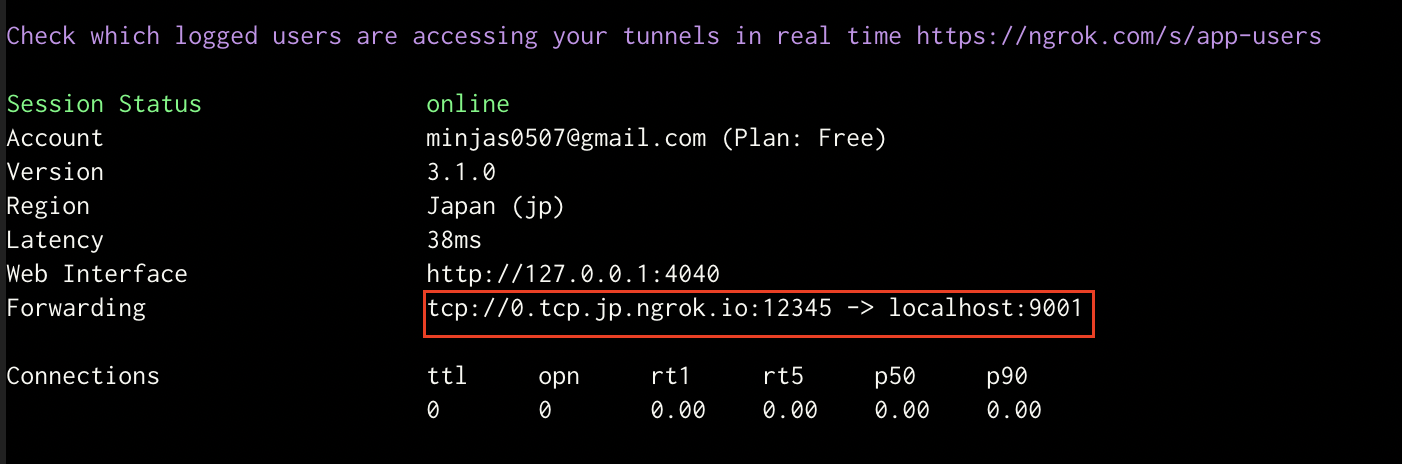 Check which logged users are accessing your tunnels in real time https://ngrok.com/s/app-users
Session Status online
Account minjas0507@gmail.com (Plan: Free)
Version 3.1.0
Region Japan (jp)
Latency 38ms
Web Interface http://127.0.0.1:4040
Forwarding tcp://0.tcp.jp.ngrok.io:12345 -> localhost:9001
Connections ttl opn rt1 rt5 p50 p90
0 0 0.00 0.00 0.00 0.00